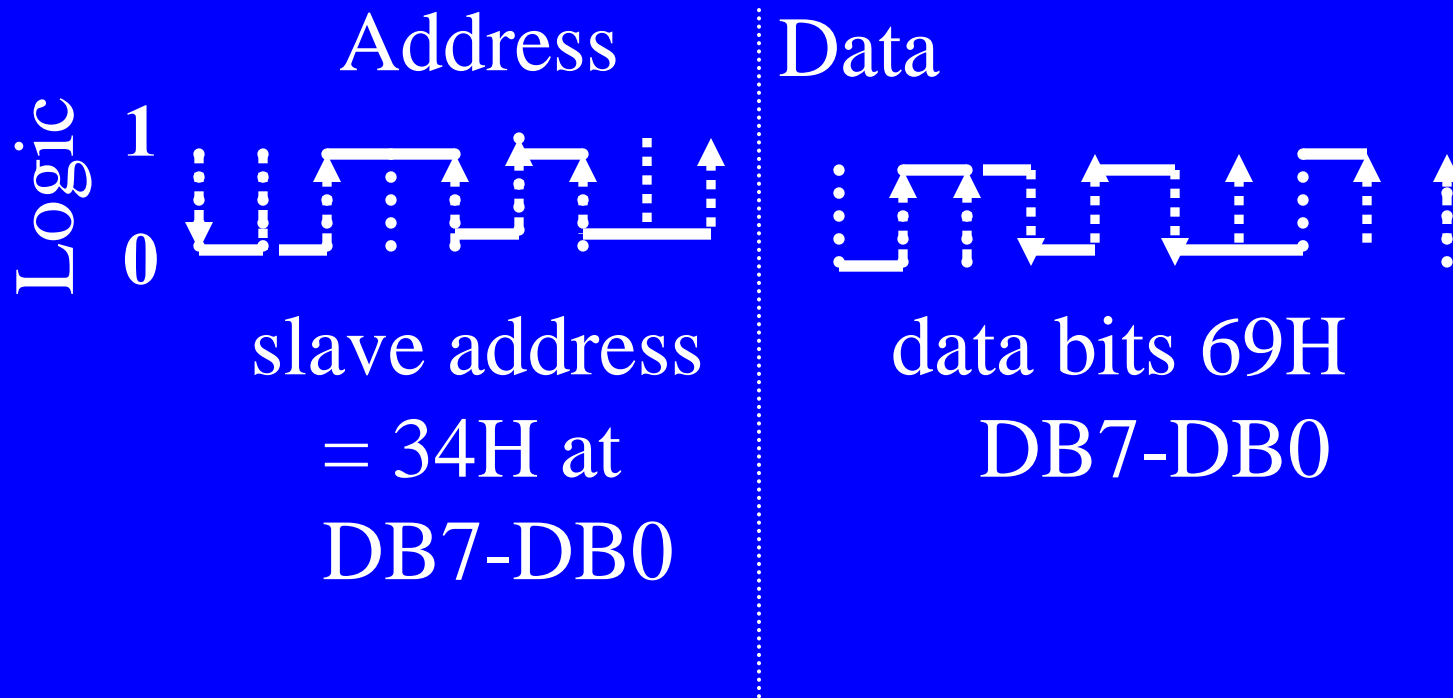 Address
Data
Logic
1
0
slave address
= 34H at
DB7-DB0
data bits 69H
DB7-DB0